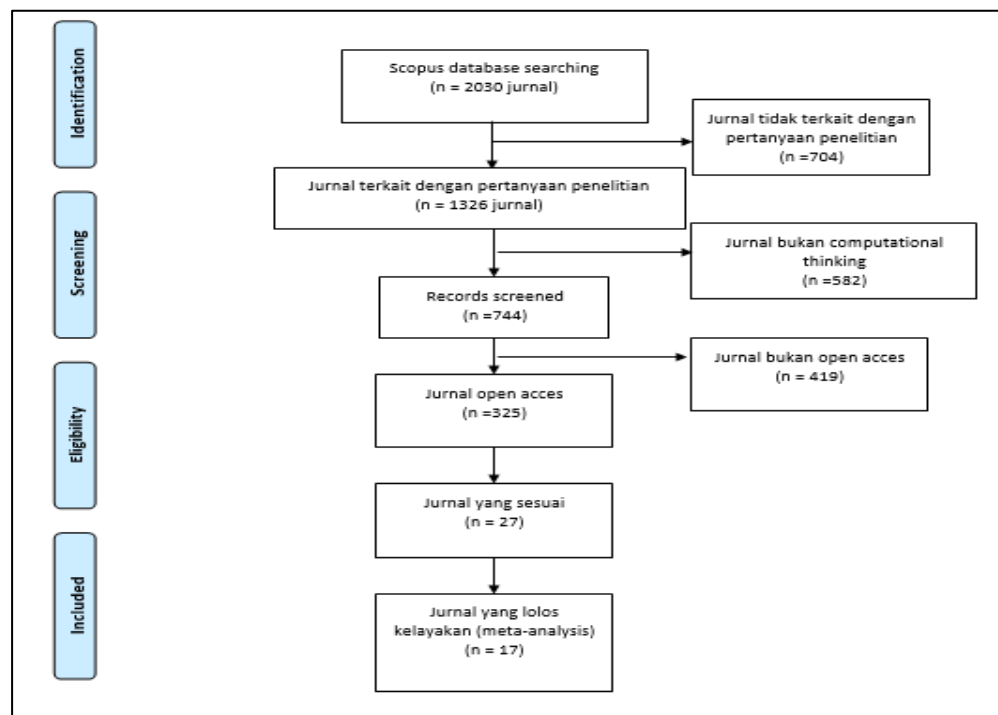 Identification
Scopus database searching
(n = 2030 jurnal)
Jurnal tidak terkait dengan
pertanyaan penelitian
(n =704)
Screening
Jurnal terkait dengan pertanyaan penelitian
(n = 1326 jurnal)
Jurnal bukan computational
thinking
(n =582)
Records screened
(n =744)
Eligibility
Jurnal bukan open acces
(n = 419)
Jurnal open acces
(n =325)
Jurnal yang sesuai
(n = 27)
Included
Jurnal yang lolos
kelayakan (meta-analysis)
(n = 17)